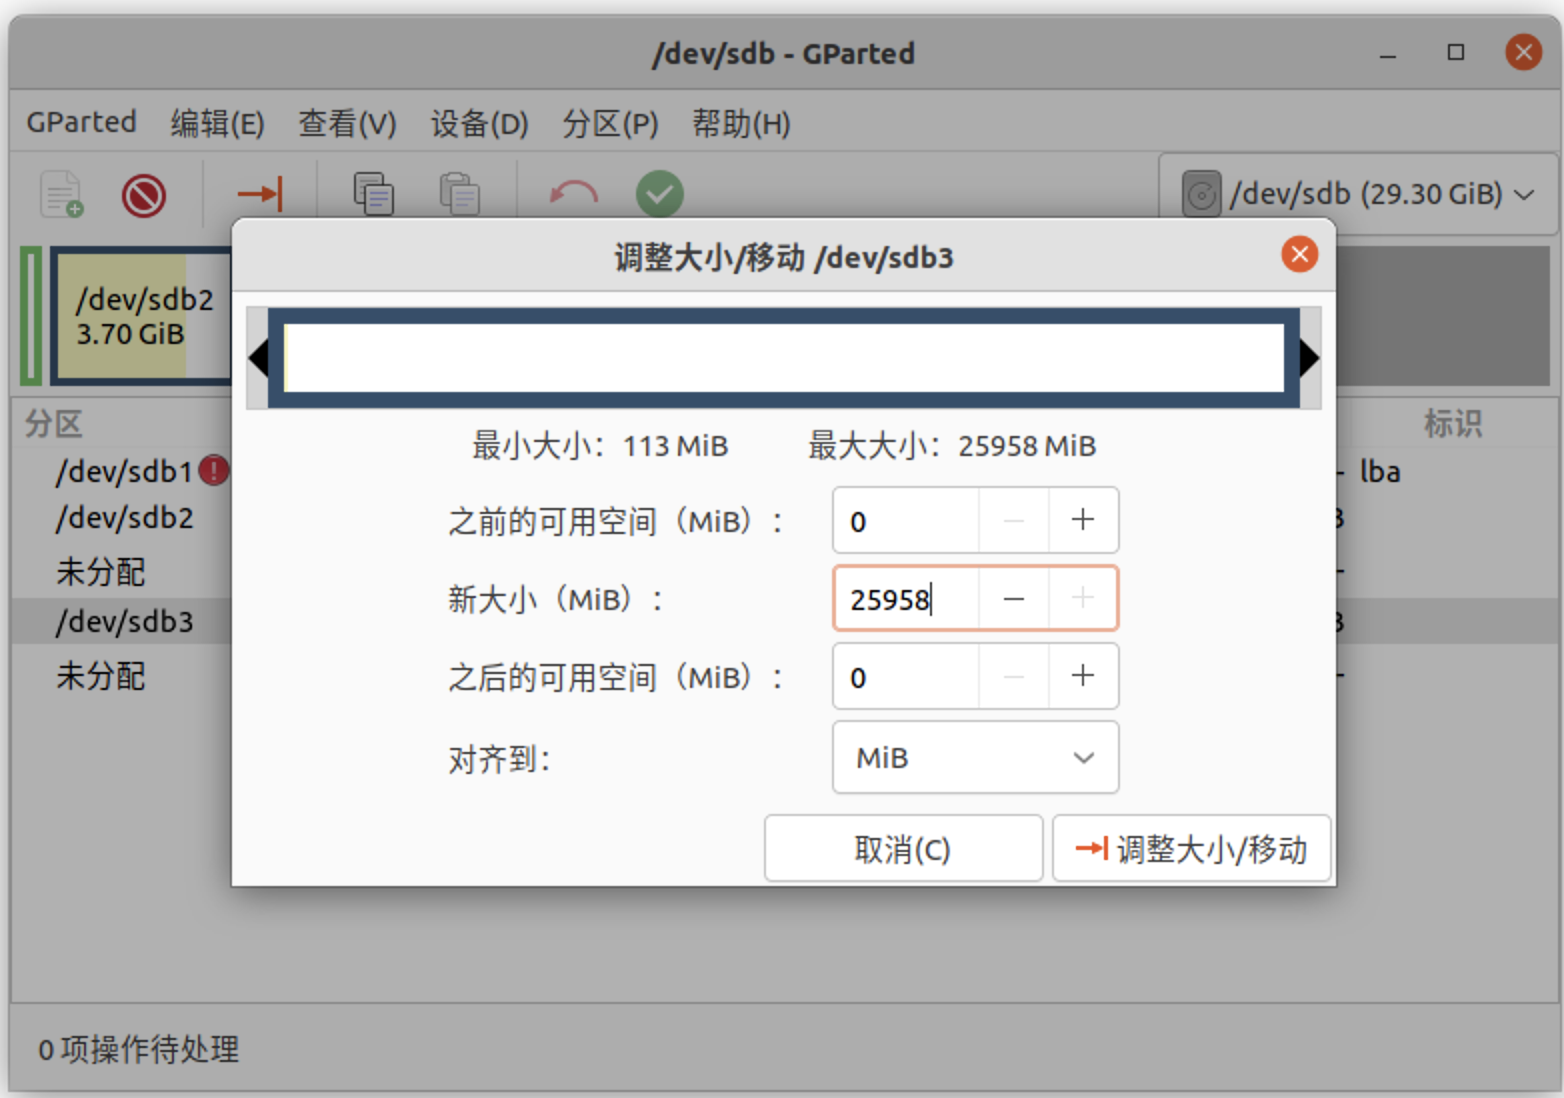 /dev/sdb - GParted
GParted 编辑(E) 查看(V) 设备(D) 分区(P) 帮助(H)
/dev/sdb (29.30 GiB)
调整大小/移动 /dev/sdb3
/dev/sdb2
3.70 GiB
分区
标识
/dev/sdb1
lba
/dev/sdb2
未分配
/dev/sdb3
未分配
最小大小：113 MiB
最大大小：25958 MiB
之前的可用空间（MiB）：
0
新大小（MiB）：
25958
之后的可用空间（MiB）：
0
对齐到：
MiB
取消(C)
调整大小/移动
0 项操作待处理